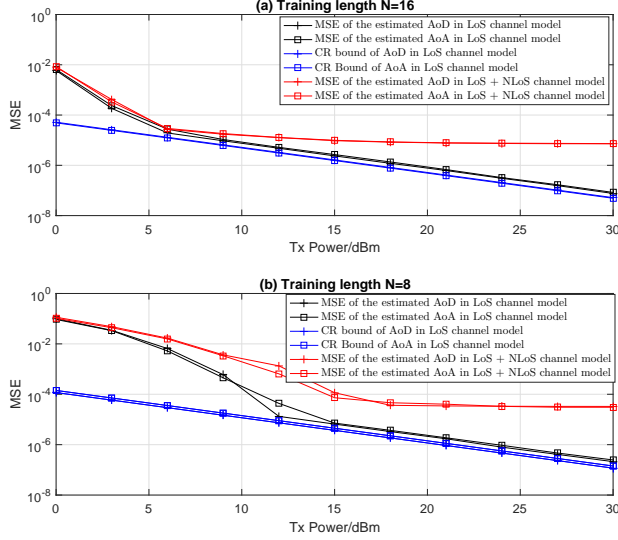 (a) Training length N=16
10^0
10^-2
10^-4
10^-6
10^-8
MSE
MSE of the estimated AoD in LoS channel model
MSE of the estimated AoA in LoS channel model
CR bound of AoD in LoS channel model
CR Bound of AoA in LoS channel model
MSE of the estimated AoD in LoS + NLoS channel model
MSE of the estimated AoA in LoS + NLoS channel model
0 5 10 15 20 25 30
Tx Power/dBm
(b) Training length N=8
10^0
10^-2
10^-4
10^-6
10^-8
MSE
MSE of the estimated AoD in LoS channel model
MSE of the estimated AoA in LoS channel model
CR bound of AoD in LoS channel model
CR Bound of AoA in LoS channel model
MSE of the estimated AoD in LoS + NLoS channel model
MSE of the estimated AoA in LoS + NLoS channel model
0 5 10 15 20 25 30
Tx Power/dBm